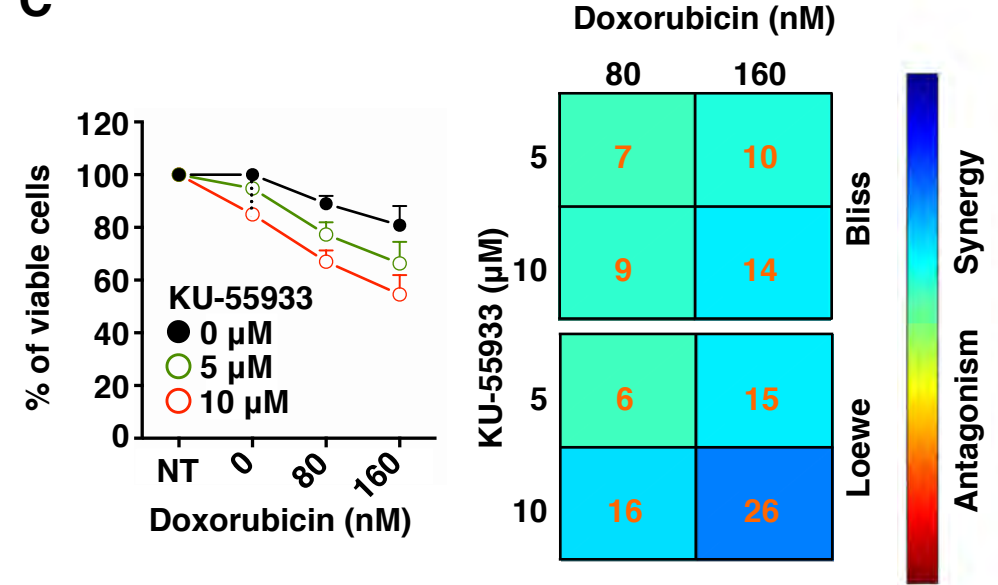 C
120
100
80
60
40
20
0
% of viable cells
KU-55933
0 µM
5 µM
10 µM
NT 0 80 160
Doxorubicin (nM)
Doxorubicin (nM)
80 160
KU-55933 (µM)
5 7 10
10 9 14
Bliss
5 6 15
10 16 26
Loewe
Synergy
Antagonism